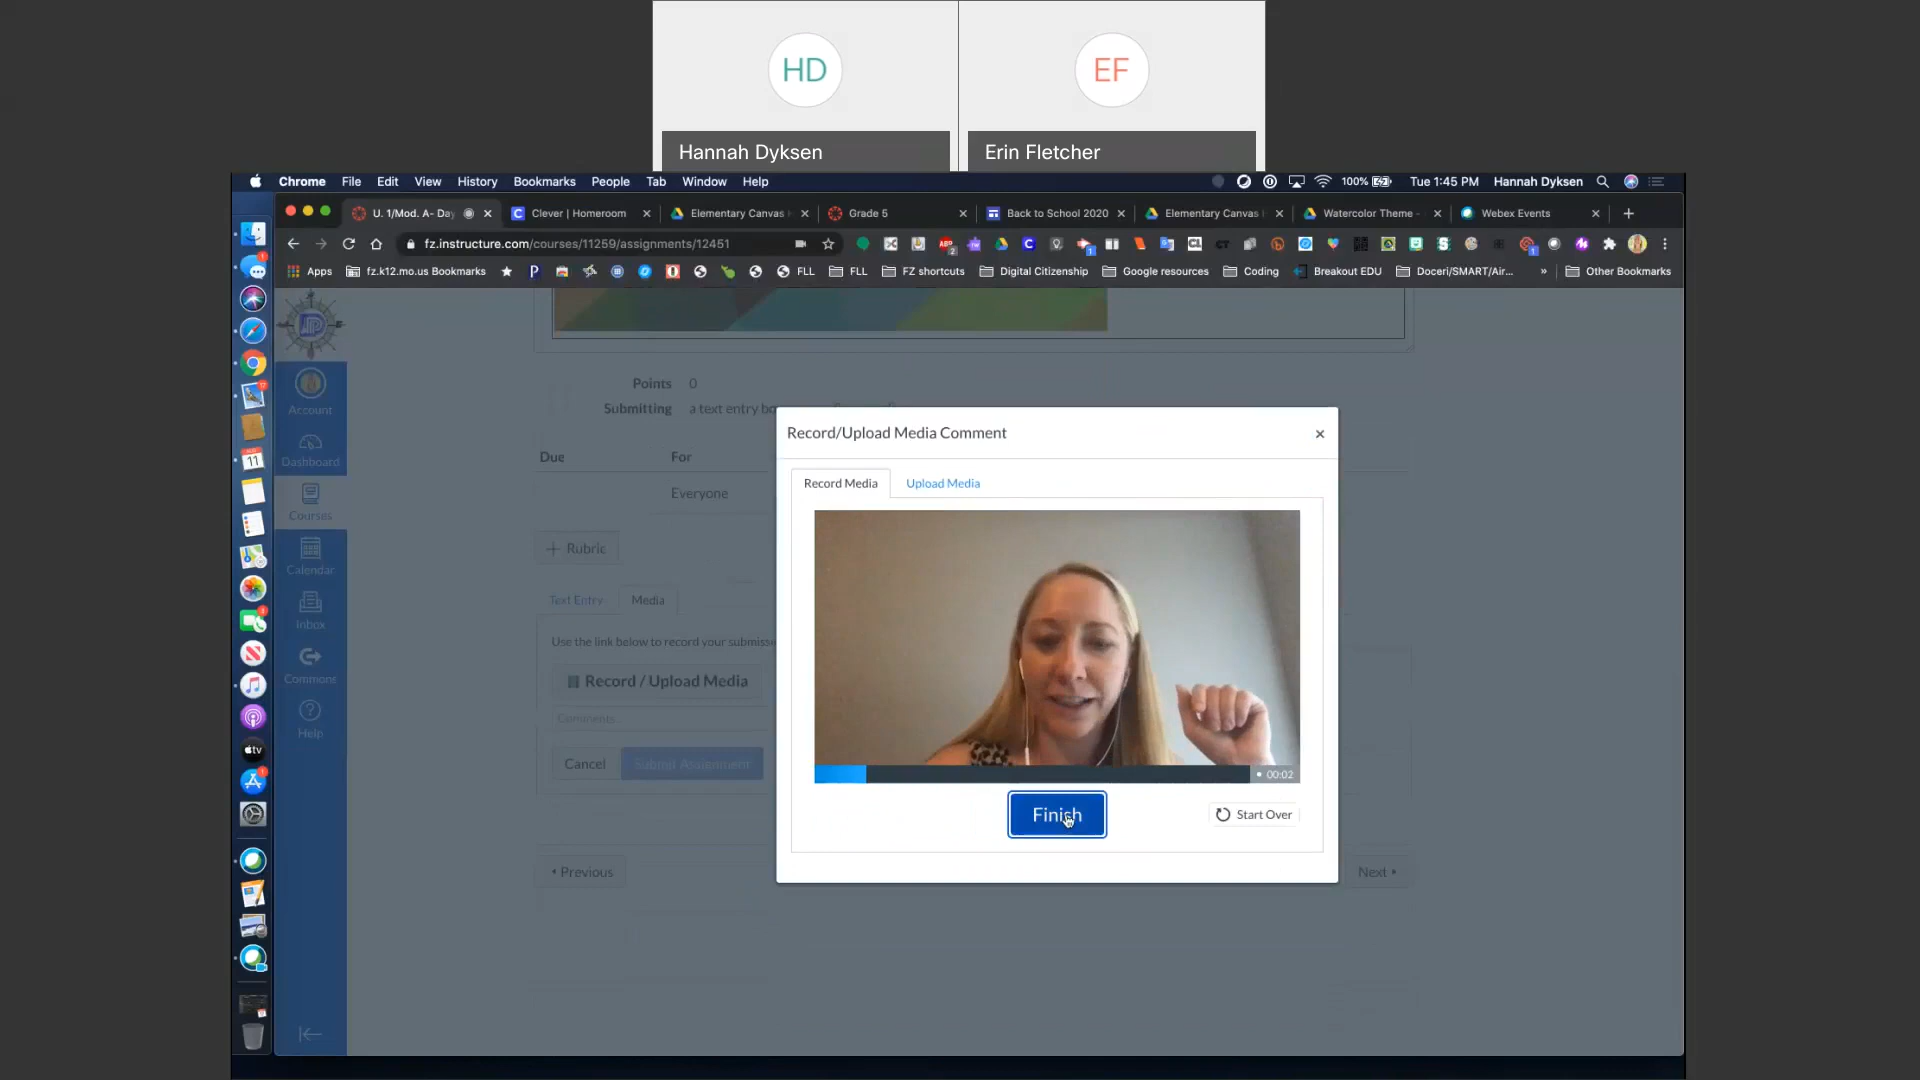 HD
EF
Hannah Dyksen
Erin Fletcher
Chrome File Edit View History Bookmarks People Tab Window Help
100% Tue 1:45 PM Hannah Dyksen
U. 1/Mod. A- Day
Clever | Homeroom
Elementary Canvas
Grade 5
Back to School 2020
Elementary Canvas
Watercolor Theme -
Webex Events
fz.instructure.com/courses/11259/assignments/12451
Apps fz.k12.mo.us Bookmarks FLL FLL FZ shortcuts Digital Citizenship Google resources Coding Breakout EDU Doceri/SMART/Air... » Other Bookmarks
Account
Dashboard
Courses
Calendar
Inbox
Commons
Help
Points 0
Submitting a text entry bo
Due For
Everyone
+ Rubric
Text Entry Media
Use the link below to record your submissi
Record / Upload Media
Comments...
Cancel Submit Assignment
Previous
Next
Record/Upload Media Comment
Record Media Upload Media
00:02
Finish
Start Over